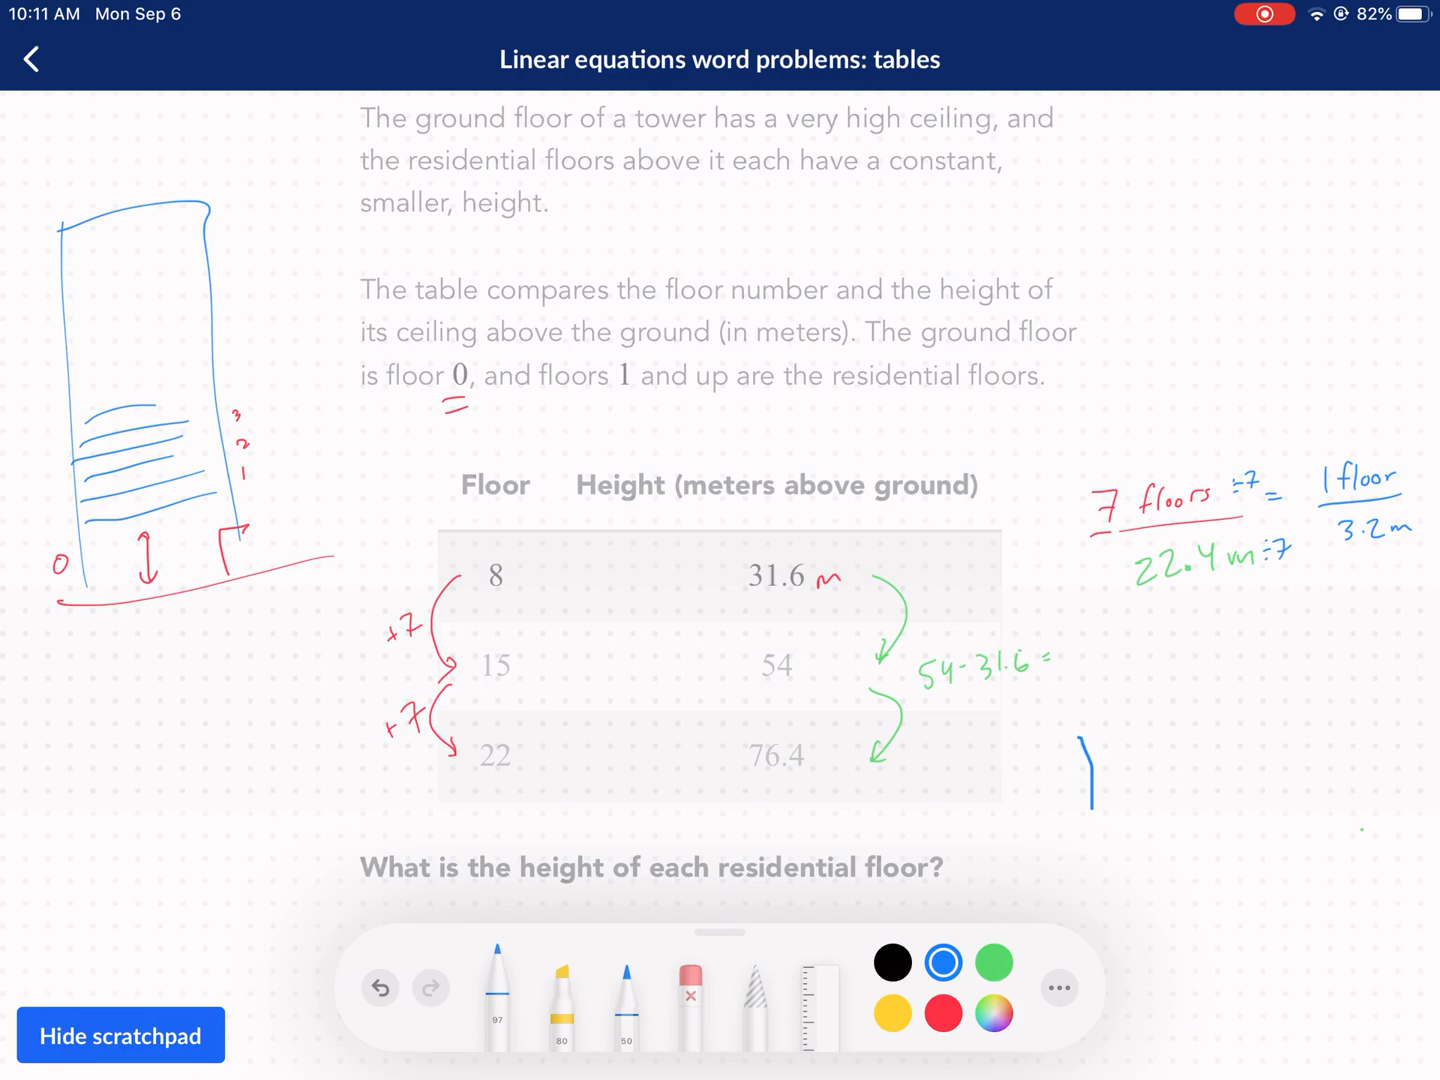 10:11 AM Mon Sep 6
82%
Linear equations word problems: tables
The ground floor of a tower has a very high ceiling, and
the residential floors above it each have a constant,
smaller, height.
The table compares the floor number and the height of
its ceiling above the ground (in meters). The ground floor
is floor 0, and floors 1 and up are the residential floors.
3
2
1
0
Floor Height (meters above ground)
8 31.6 m
15 54
22 76.4
+7
+7
54-31.6 =
7 floors ÷7 = 1 floor
22.4 m ÷7 3.2 m
What is the height of each residential floor?
97
80
50
Hide scratchpad